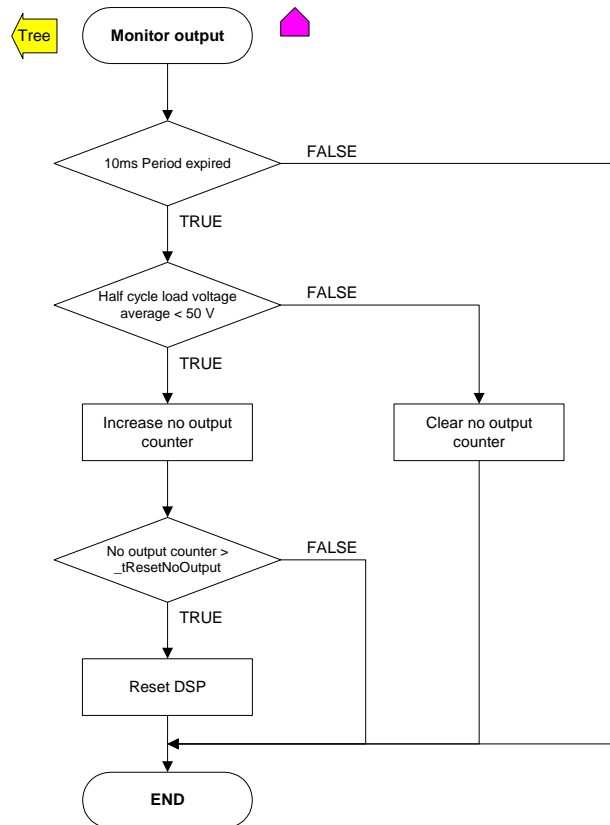 Tree
Monitor output
10ms Period expired
FALSE
TRUE
Half cycle load voltage
average < 50 V
FALSE
TRUE
Increase no output
counter
Clear no output
counter
No output counter >
_tResetNoOutput
FALSE
TRUE
Reset DSP
END